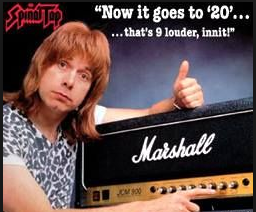 Spinal Tap
“Now it goes to ‘20’...
...that's 9 louder, innit!”
Marshall
JCM 900